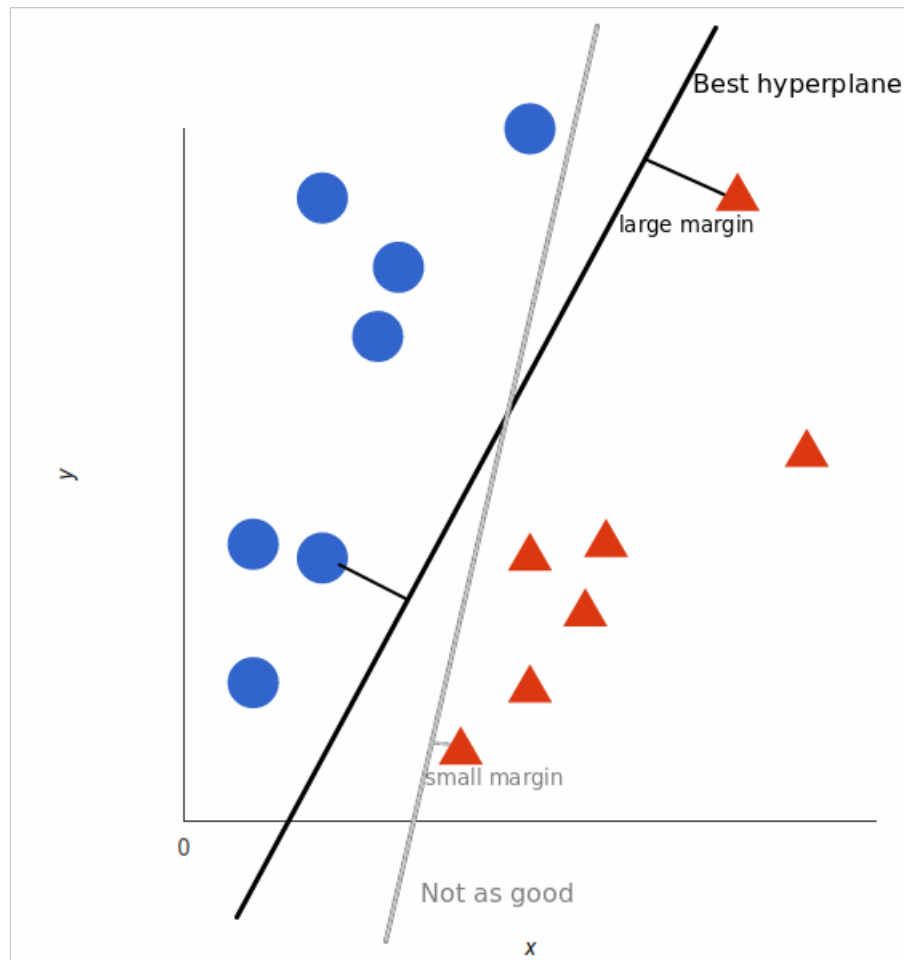 Best hyperplane
large margin
y
small margin
0
Not as good
x